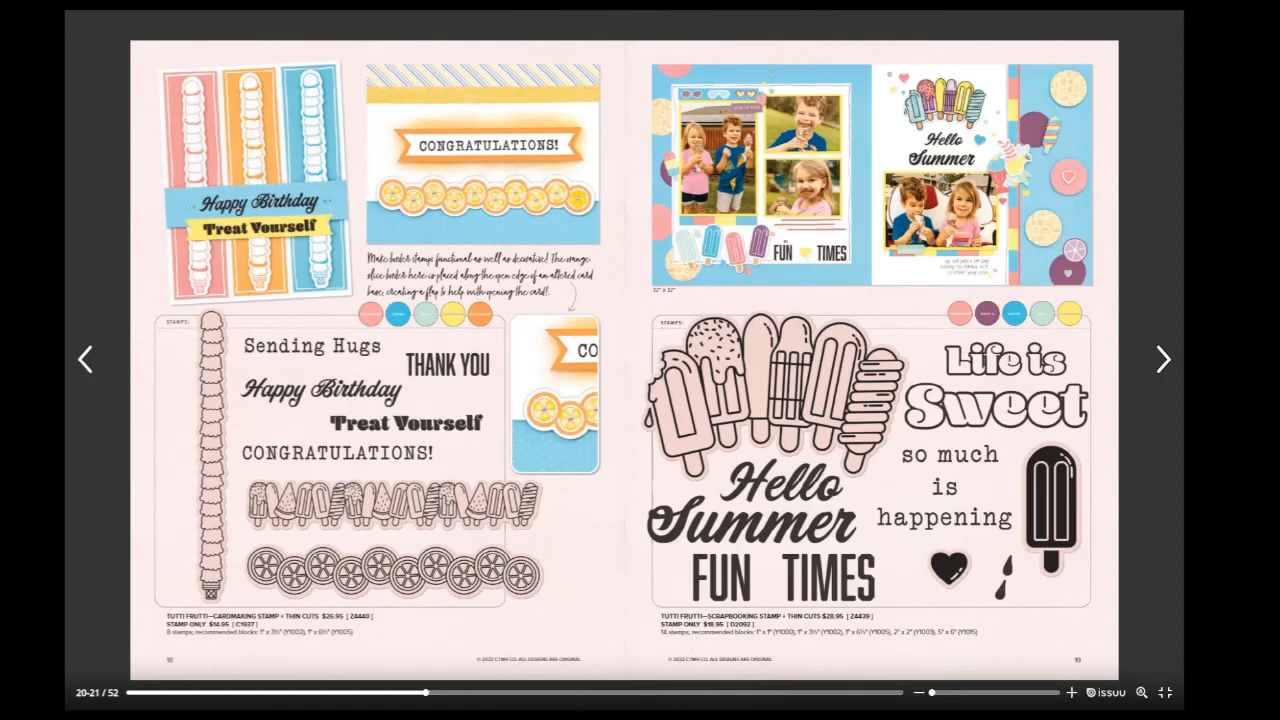 Happy Birthday
Treat Yourself
CONGRATULATIONS!
Make border stamps functional as well as decorative! The orange
slice border here is placed along the open edge of an altered card
base, creating a flap to help with opening the card!
STAMPS:
Sending Hugs
THANK YOU
Happy Birthday
Treat Yourself
CONGRATULATIONS!
CO
TUTTI FRUTTI—CARDMAKING STAMP + THIN CUTS $26.95 [ Z4440 ]
STAMP ONLY $14.95 [ C1937 ]
8 stamps; recommended blocks: 1" x 3½" (Y1002), 1" x 6½" (Y1005)
18
© 2022 CTMH CO. ALL DESIGNS ARE ORIGINAL
Hello
Summer
FUN TIMES
12" x 12"
STAMPS:
Life is
Sweet
so much
is
happening
Hello
Summer
FUN TIMES
TUTTI FRUTTI—SCRAPBOOKING STAMP + THIN CUTS $28.95 [ Z4439 ]
STAMP ONLY $18.95 [ D2092 ]
14 stamps; recommended blocks: 1" x 1" (Y1000), 1" x 3½" (Y1002), 1" x 6½" (Y1005), 2" x 2" (Y1003), 5" x 6" (Y1015)
© 2022 CTMH CO. ALL DESIGNS ARE ORIGINAL
19
20-21 / 52
issuu